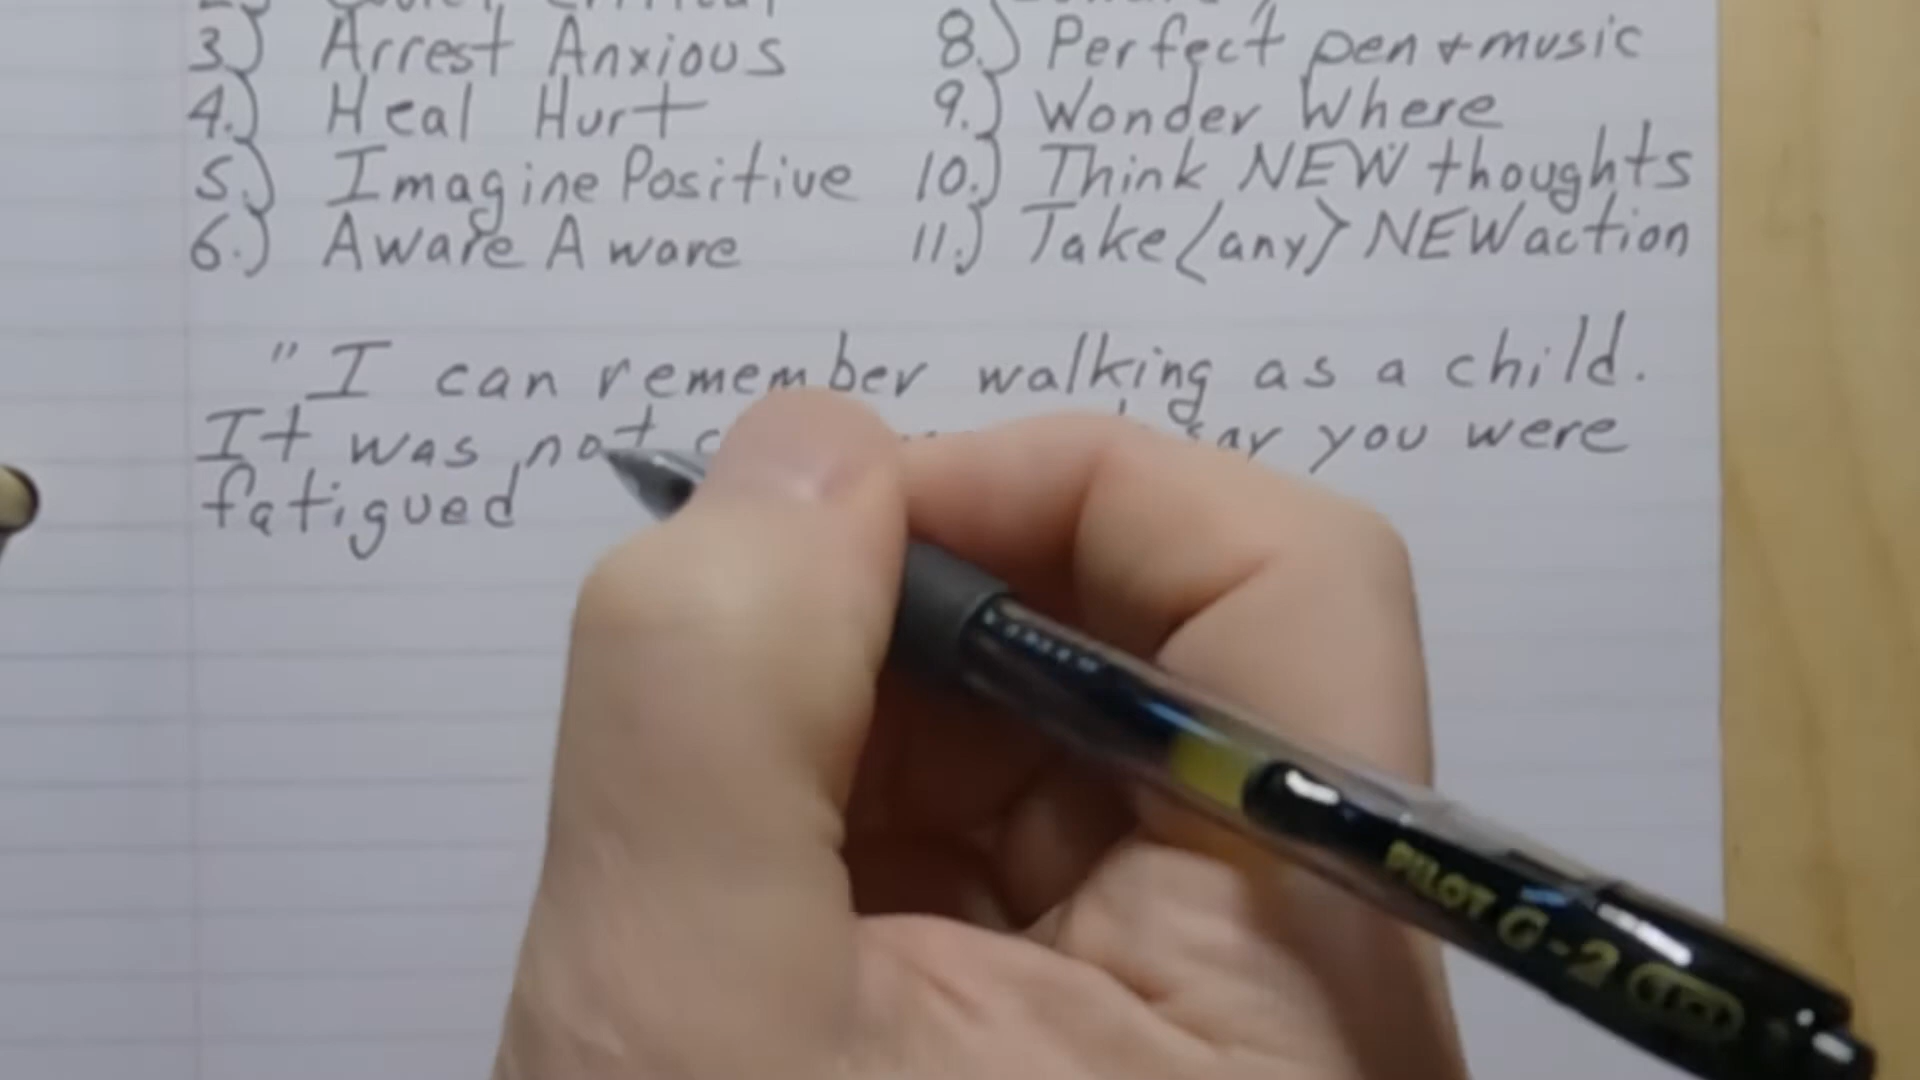 3.) Arrest Anxious
4.) Heal Hurt
5.) Imagine Positive
6.) Aware Aware
8.) Perfect pen + music
9.) Wonder Where
10.) Think NEW thoughts
11.) Take <any> NEW action
"I can remember walking as a child.
It was not say you were
fatigued
PILOT G-2